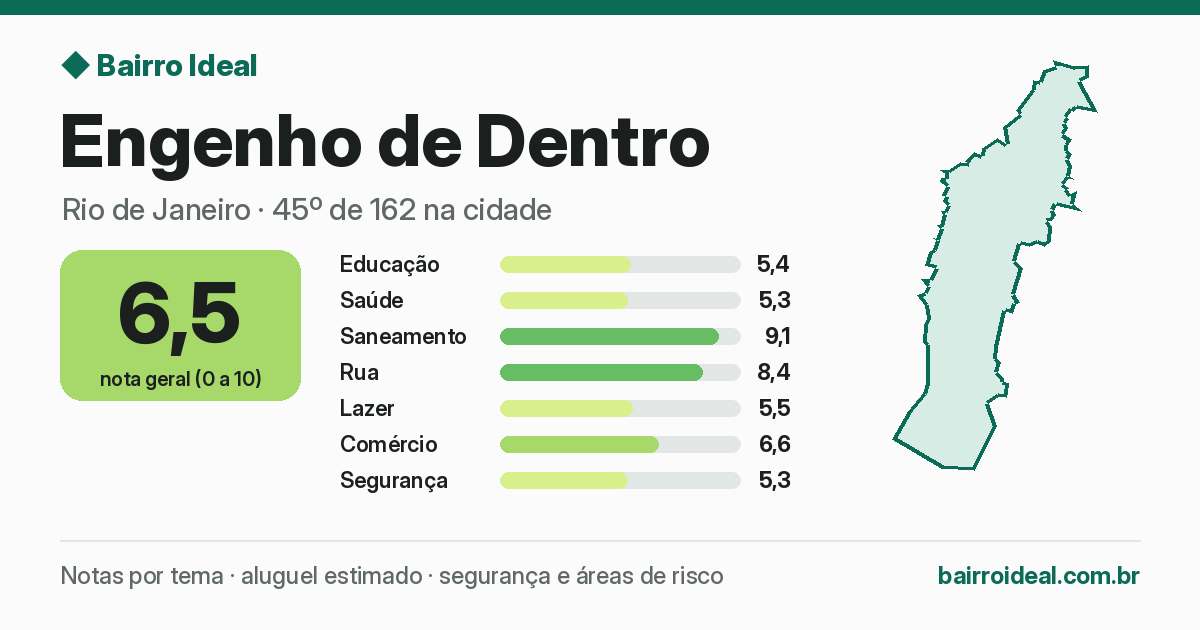 Bairro Ideal
Engenho de Dentro
Rio de Janeiro · 45º de 162 na cidade
6,5
nota geral (0 a 10)
Educação 5,4
Saúde 5,3
Saneamento 9,1
Rua 8,4
Lazer 5,5
Comércio 6,6
Segurança 5,3
Notas por tema · aluguel estimado · segurança e áreas de risco
bairroideal.com.br